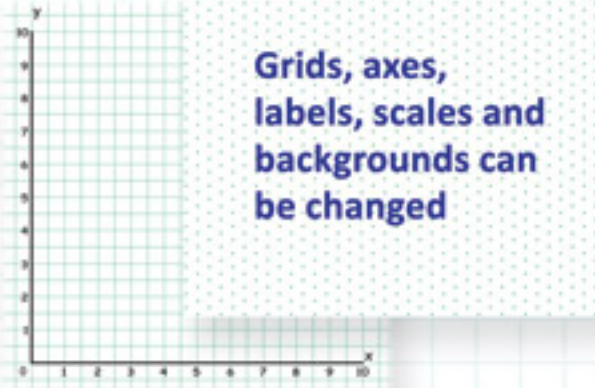 y
10
9
8
7
6
5
4
3
2
1
Grids, axes,
labels, scales and
backgrounds can
be changed
0 1 2 3 4 5 6 7 8 9 10 x